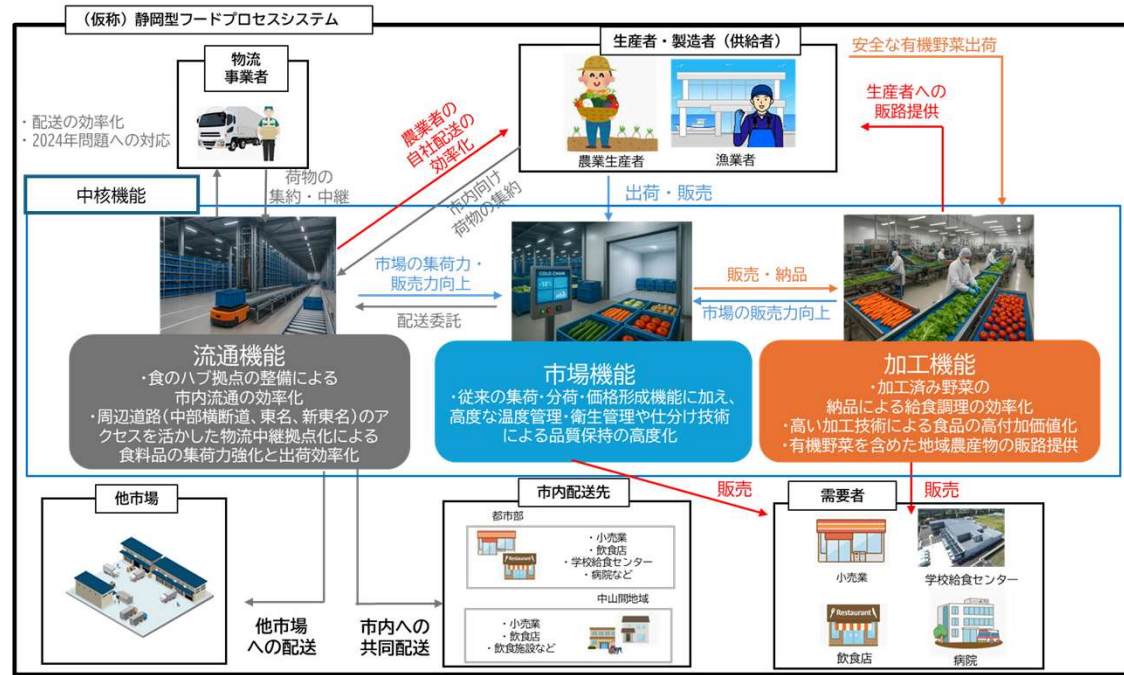 （仮称）静岡型フードプロセスシステム
物流
事業者
・配送の効率化
・2024年問題への対応
荷物の
集約・中継
農業者の
自社配送の
効率化
市内向け
荷物の集約
生産者・製造者（供給者）
農業生産者
漁業者
安全な有機野菜出荷
生産者への
販路提供
出荷・販売
中核機能
市場の集荷力・
販売力向上
配送委託
COLD CHAIN
販売・納品
市場の販売力向上
流通機能
・食のハブ拠点の整備による
市内流通の効率化
・周辺道路（中部横断道、東名、新東名）のア
クセスを活かした物流中継拠点化による
食料品の集荷力強化と出荷効率化
市場機能
・従来の集荷・分荷・価格形成機能に加え、
高度な温度管理・衛生管理や仕分け技術
による品質保持の高度化
加工機能
・加工済み野菜の
納品による給食調理の効率化
・高い加工技術による食品の高付加価値化
・有機野菜を含めた地域農産物の販路提供
販売
販売
他市場
他市場
への配送
市内への
共同配送
市内配送先
都市部
Restaurant
・小売業
・飲食店
・学校給食センター
・病院など
中山間地域
・小売業
・飲食店
・飲食施設など
需要者
小売業
学校給食センター
Restaurant
飲食店
病院